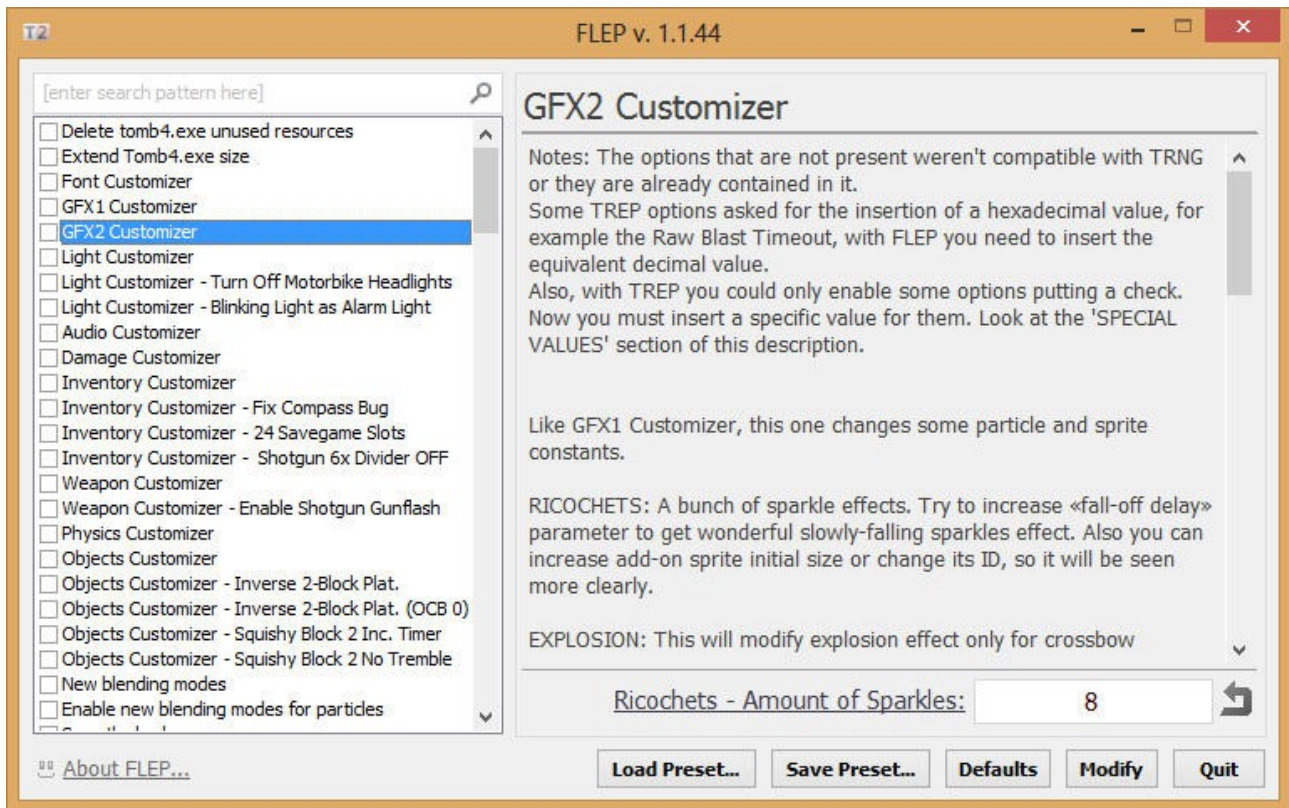 T2
FLEP v. 1.1.44
[enter search pattern here]
Delete tomb4.exe unused resources
Extend Tomb4.exe size
Font Customizer
GFX1 Customizer
GFX2 Customizer
Light Customizer
Light Customizer - Turn Off Motorbike Headlights
Light Customizer - Blinking Light as Alarm Light
Audio Customizer
Damage Customizer
Inventory Customizer
Inventory Customizer - Fix Compass Bug
Inventory Customizer - 24 Savegame Slots
Inventory Customizer -  Shotgun 6x Divider OFF
Weapon Customizer
Weapon Customizer - Enable Shotgun Gunflash
Physics Customizer
Objects Customizer
Objects Customizer - Inverse 2-Block Plat.
Objects Customizer - Inverse 2-Block Plat. (OCB 0)
Objects Customizer - Squishy Block 2 Inc. Timer
Objects Customizer - Squishy Block 2 No Tremble
New blending modes
Enable new blending modes for particles
GFX2 Customizer
Notes: The options that are not present weren't compatible with TRNG
or they are already contained in it.
Some TREP options asked for the insertion of a hexadecimal value, for
example the Raw Blast Timeout, with FLEP you need to insert the
equivalent decimal value.
Also, with TREP you could only enable some options putting a check.
Now you must insert a specific value for them. Look at the 'SPECIAL
VALUES' section of this description.
Like GFX1 Customizer, this one changes some particle and sprite
constants.
RICOCHETS: A bunch of sparkle effects. Try to increase «fall-off delay»
parameter to get wonderful slowly-falling sparkles effect. Also you can
increase add-on sprite initial size or change its ID, so it will be seen
more clearly.
EXPLOSION: This will modify explosion effect only for crossbow
Ricochets - Amount of Sparkles:
8
About FLEP...
Load Preset...
Save Preset...
Defaults
Modify
Quit